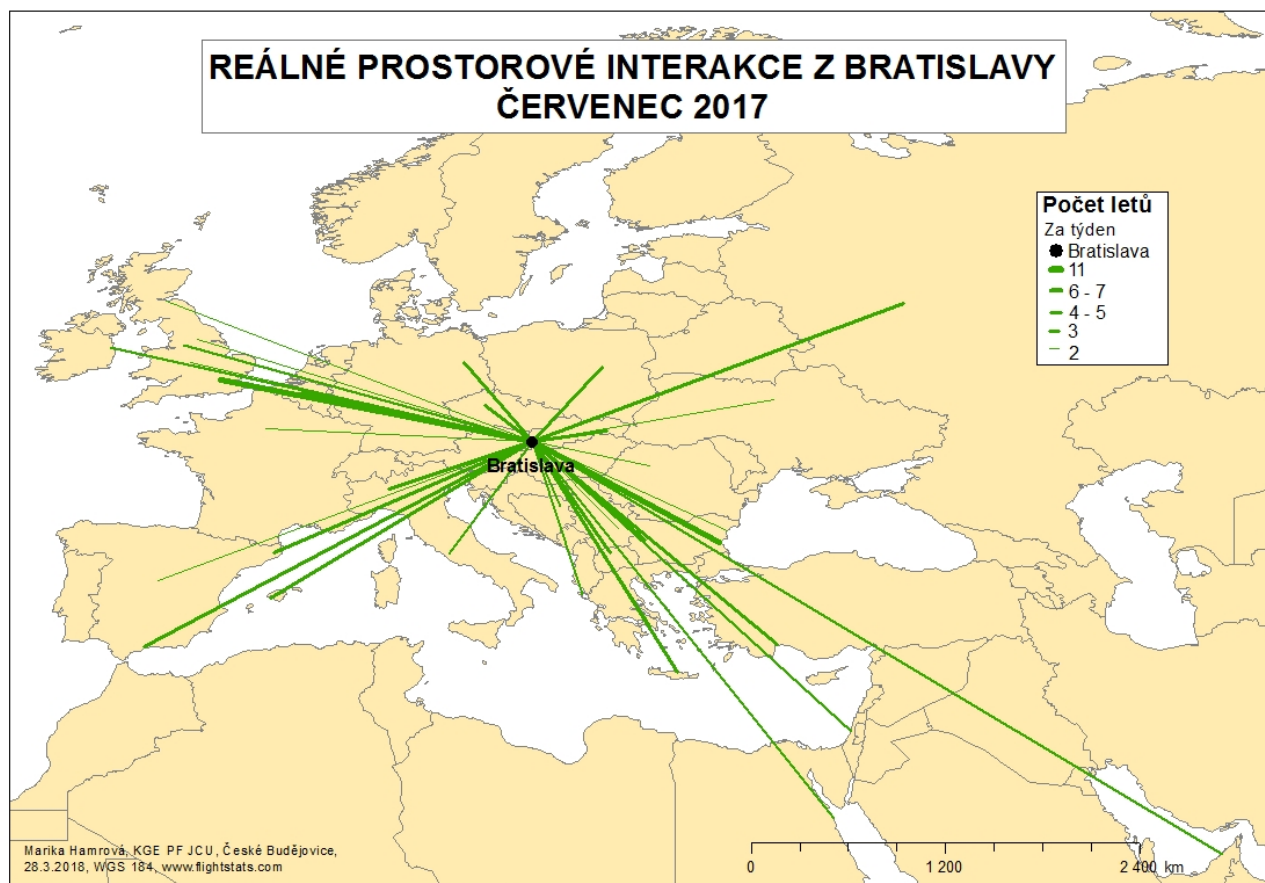 REÁLNÉ PROSTOROVÉ INTERAKCE Z BRATISLAVY
ČERVENEC 2017
Počet letů
Za týden
Bratislava
11
6 - 7
4 - 5
3
2
Bratislava
Marika Hamrová, KGE PF JCU, České Budějovice,
28.3.2018, WGS 184, www.flightstats.com
0 1 200 2 400 km